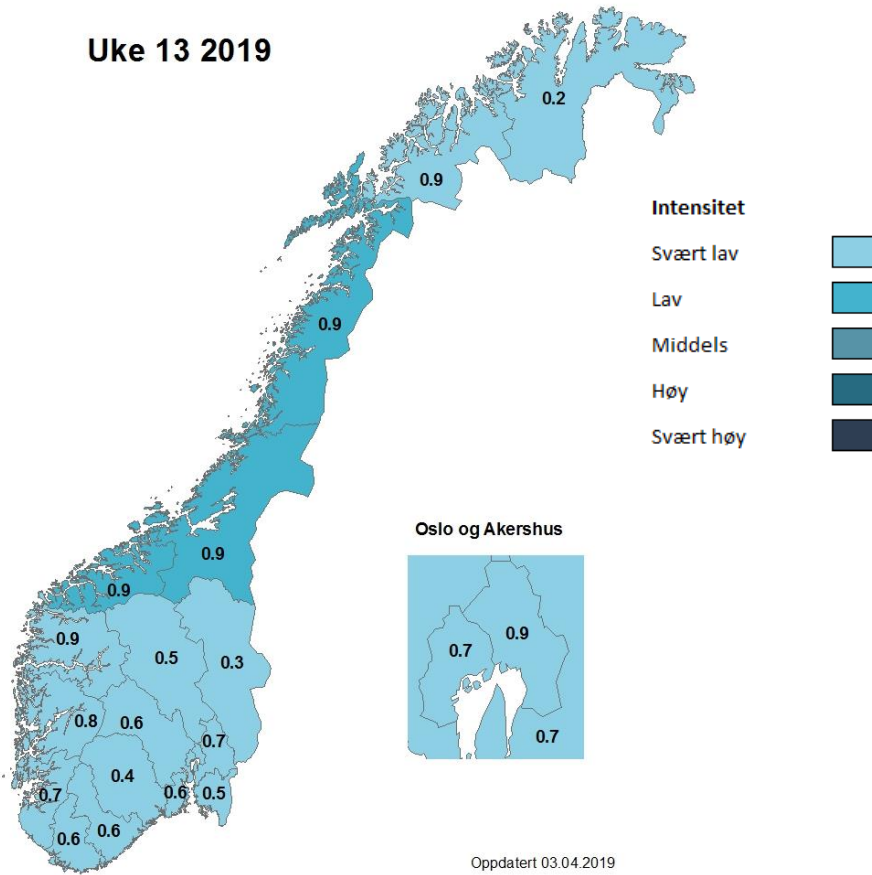 Uke 13 2019
0.2
0.9
Intensitet
Svært lav
Lav
0.9
Middels
Høy
Svært høy
Oslo og Akershus
0.9
0.9
0.9
0.7
0.9
0.5
0.3
0.8
0.6
0.7
0.7
0.4
0.7
0.6
0.5
0.6
0.6
Oppdatert 03.04.2019